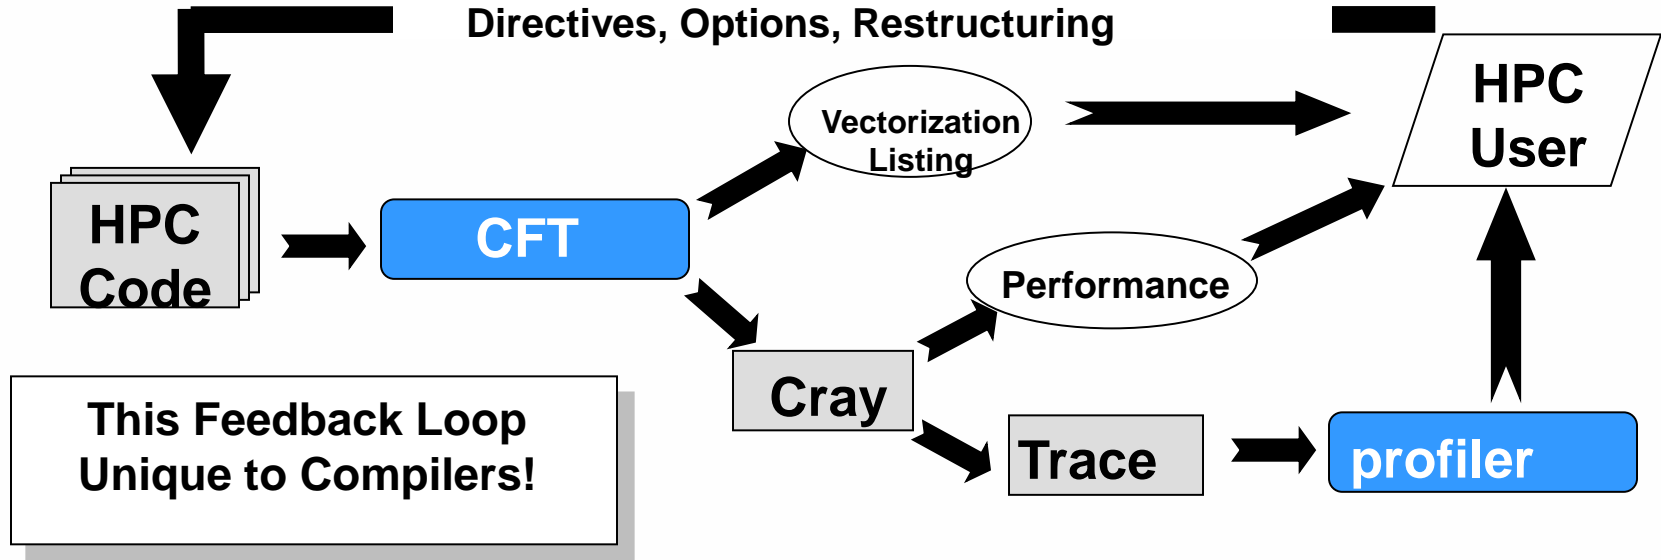 Directives, Options, Restructuring
HPC
User
Vectorization
Listing
HPC
Code
CFT
Performance
Cray
This Feedback Loop
Unique to Compilers!
Trace
profiler